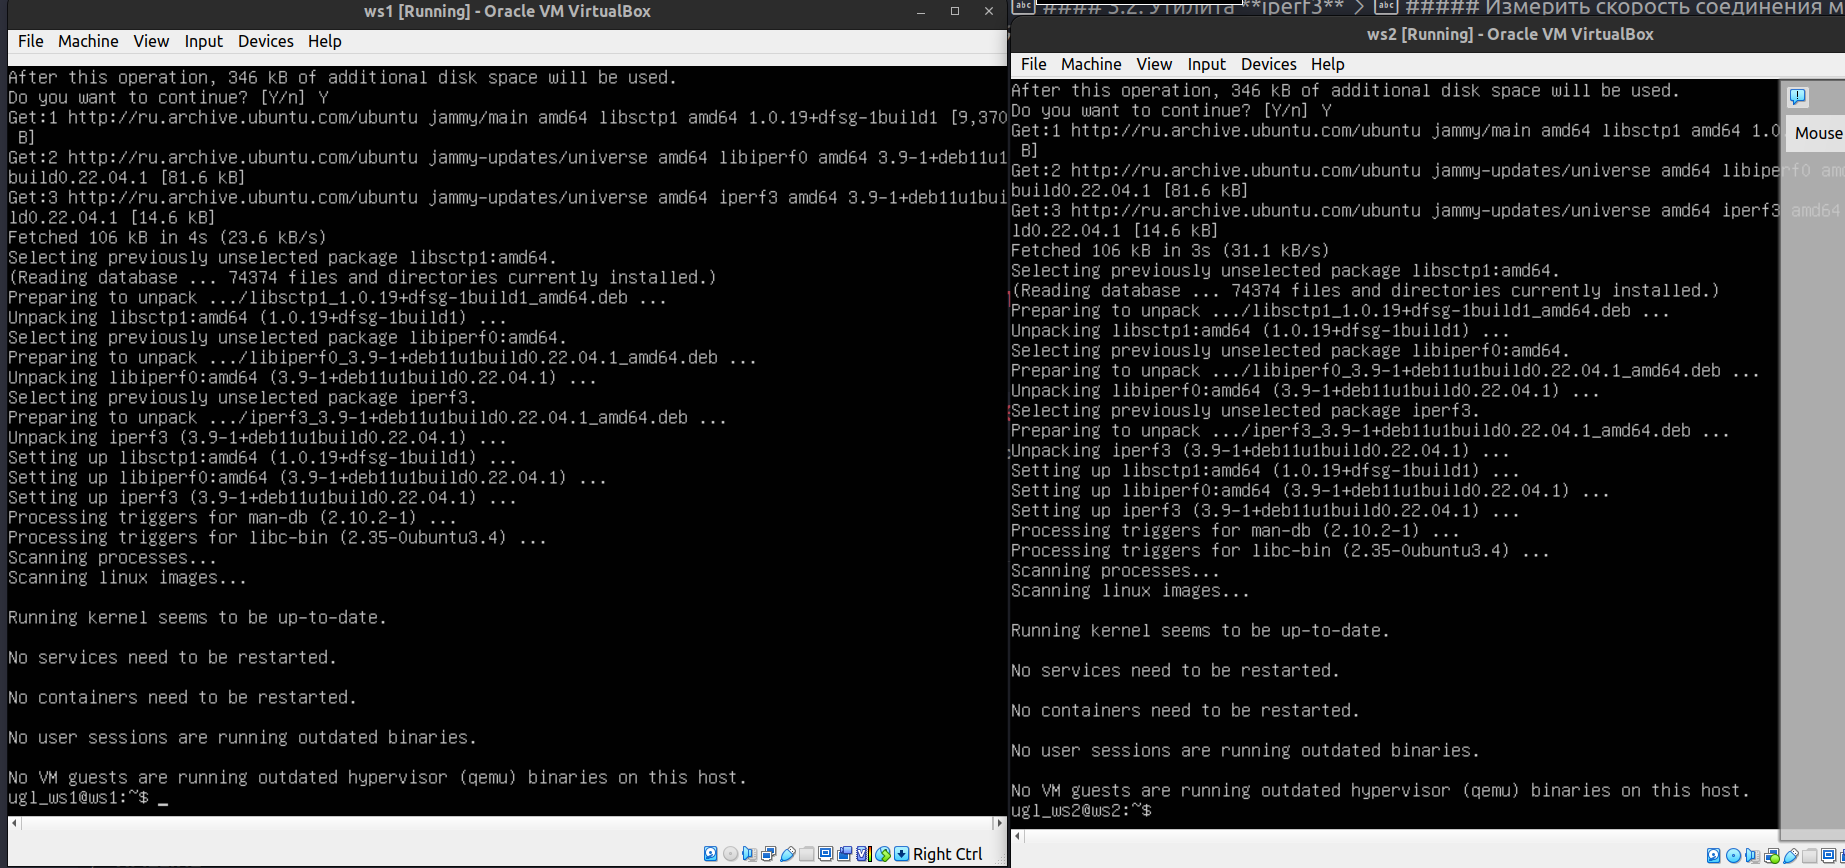 ws1 [Running] - Oracle VM VirtualBox
File Machine View Input Devices Help
After this operation, 346 kB of additional disk space will be used.
Do you want to continue? [Y/n] Y
Get:1 http://ru.archive.ubuntu.com/ubuntu jammy/main amd64 libsctp1 amd64 1.0.19+dfsg-1build1 [9,370
B]
Get:2 http://ru.archive.ubuntu.com/ubuntu jammy-updates/universe amd64 libiperf0 amd64 3.9-1+deb11u1
build0.22.04.1 [81.6 kB]
Get:3 http://ru.archive.ubuntu.com/ubuntu jammy-updates/universe amd64 iperf3 amd64 3.9-1+deb11u1bui
ld0.22.04.1 [14.6 kB]
Fetched 106 kB in 4s (23.6 kB/s)
Selecting previously unselected package libsctp1:amd64.
(Reading database ... 74374 files and directories currently installed.)
Preparing to unpack .../libsctp1_1.0.19+dfsg-1build1_amd64.deb ...
Unpacking libsctp1:amd64 (1.0.19+dfsg-1build1) ...
Selecting previously unselected package libiperf0:amd64.
Preparing to unpack .../libiperf0_3.9-1+deb11u1build0.22.04.1_amd64.deb ...
Unpacking libiperf0:amd64 (3.9-1+deb11u1build0.22.04.1) ...
Selecting previously unselected package iperf3.
Preparing to unpack .../iperf3_3.9-1+deb11u1build0.22.04.1_amd64.deb ...
Unpacking iperf3 (3.9-1+deb11u1build0.22.04.1) ...
Setting up libsctp1:amd64 (1.0.19+dfsg-1build1) ...
Setting up libiperf0:amd64 (3.9-1+deb11u1build0.22.04.1) ...
Setting up iperf3 (3.9-1+deb11u1build0.22.04.1) ...
Processing triggers for man-db (2.10.2-1) ...
Processing triggers for libc-bin (2.35-0ubuntu3.4) ...
Scanning processes...
Scanning linux images...
Running kernel seems to be up-to-date.
No services need to be restarted.
No containers need to be restarted.
No user sessions are running outdated binaries.
No VM guests are running outdated hypervisor (qemu) binaries on this host.
ugl_ws1@ws1:~$ _
Right Ctrl
abc #### 3.2. Утилита **iperf3** > abc ##### Измерить скорость соединения м
ws2 [Running] - Oracle VM VirtualBox
File Machine View Input Devices Help
After this operation, 346 kB of additional disk space will be used.
Do you want to continue? [Y/n] Y
Get:1 http://ru.archive.ubuntu.com/ubuntu jammy/main amd64 libsctp1 amd64 1.0
B]
Get:2 http://ru.archive.ubuntu.com/ubuntu jammy-updates/universe amd64 libiperf0 am
build0.22.04.1 [81.6 kB]
Get:3 http://ru.archive.ubuntu.com/ubuntu jammy-updates/universe amd64 iperf3 amd64
ld0.22.04.1 [14.6 kB]
Fetched 106 kB in 3s (31.1 kB/s)
Selecting previously unselected package libsctp1:amd64.
(Reading database ... 74374 files and directories currently installed.)
Preparing to unpack .../libsctp1_1.0.19+dfsg-1build1_amd64.deb ...
Unpacking libsctp1:amd64 (1.0.19+dfsg-1build1) ...
Selecting previously unselected package libiperf0:amd64.
Preparing to unpack .../libiperf0_3.9-1+deb11u1build0.22.04.1_amd64.deb ...
Unpacking libiperf0:amd64 (3.9-1+deb11u1build0.22.04.1) ...
Selecting previously unselected package iperf3.
Preparing to unpack .../iperf3_3.9-1+deb11u1build0.22.04.1_amd64.deb ...
Unpacking iperf3 (3.9-1+deb11u1build0.22.04.1) ...
Setting up libsctp1:amd64 (1.0.19+dfsg-1build1) ...
Setting up libiperf0:amd64 (3.9-1+deb11u1build0.22.04.1) ...
Setting up iperf3 (3.9-1+deb11u1build0.22.04.1) ...
Processing triggers for man-db (2.10.2-1) ...
Processing triggers for libc-bin (2.35-0ubuntu3.4) ...
Scanning processes...
Scanning linux images...
Running kernel seems to be up-to-date.
No services need to be restarted.
No containers need to be restarted.
No user sessions are running outdated binaries.
No VM guests are running outdated hypervisor (qemu) binaries on this host.
ugl_ws2@ws2:~$
Mouse